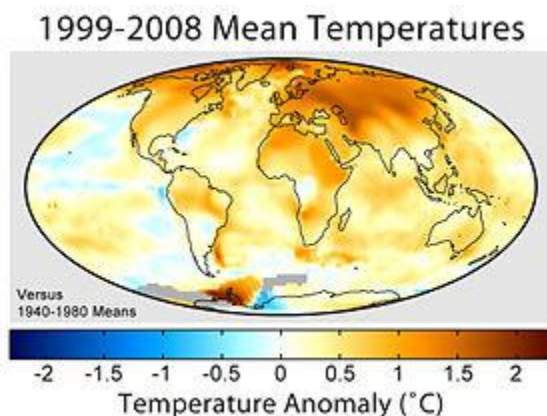 1999-2008 Mean Temperatures
Versus
1940-1980 Means
-2 -1.5 -1 -0.5 0 0.5 1 1.5 2
Temperature Anomaly (˚C)